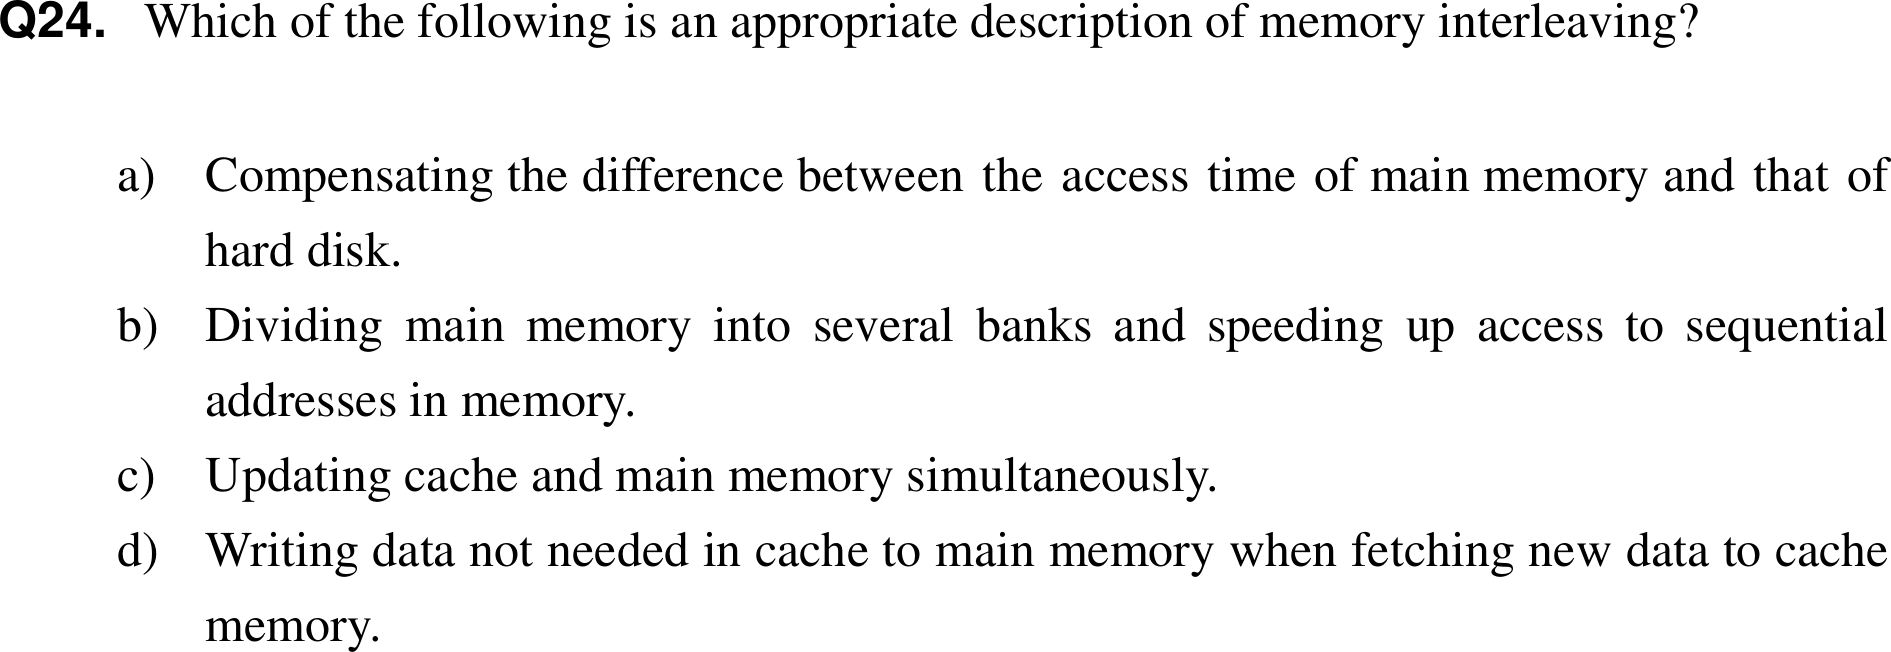 Q24. Which of the following is an appropriate description of memory interleaving?
a) Compensating the difference between the access time of main memory and that of
hard disk.
b) Dividing main memory into several banks and speeding up access to sequential
addresses in memory.
c) Updating cache and main memory simultaneously.
d) Writing data not needed in cache to main memory when fetching new data to cache
memory.